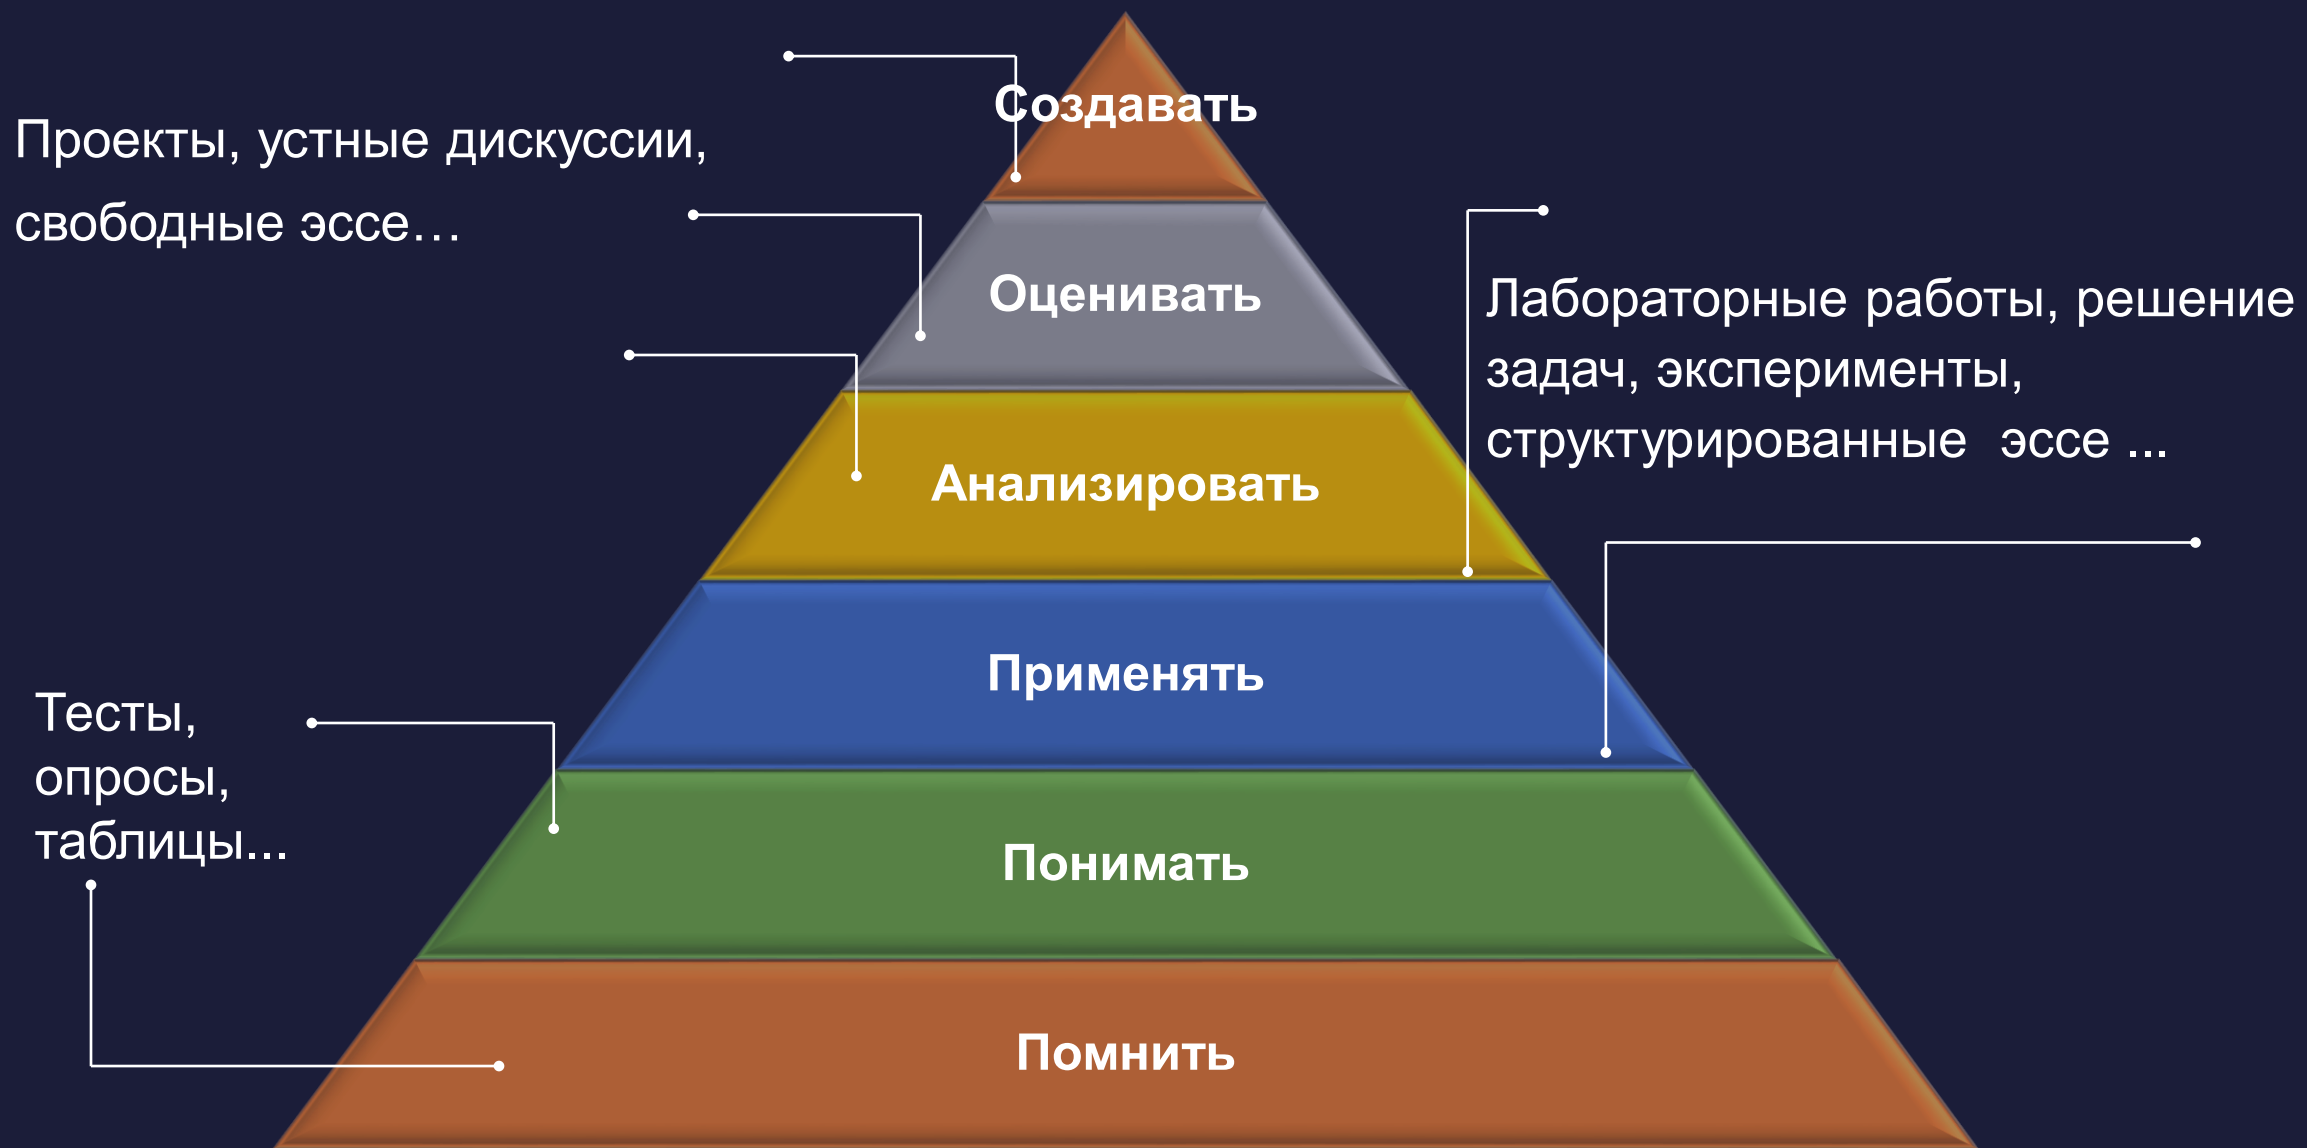 Создавать
Проекты, устные дискуссии,
свободные эссе…
Оценивать
Лабораторные работы, решение
задач, эксперименты,
структурированные эссе ...
Анализировать
Применять
Тесты,
опросы,
таблицы...
Понимать
Помнить